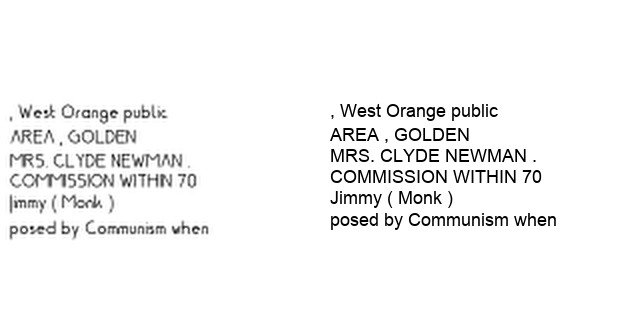 , West Orange public
AREA , GOLDEN
MRS. CLYDE NEWMAN .
COMMISSION WITHIN 70
Jimmy ( Monk )
posed by Communism when
, West Orange public
AREA , GOLDEN
MRS. CLYDE NEWMAN .
COMMISSION WITHIN 70
Jimmy ( Monk )
posed by Communism when